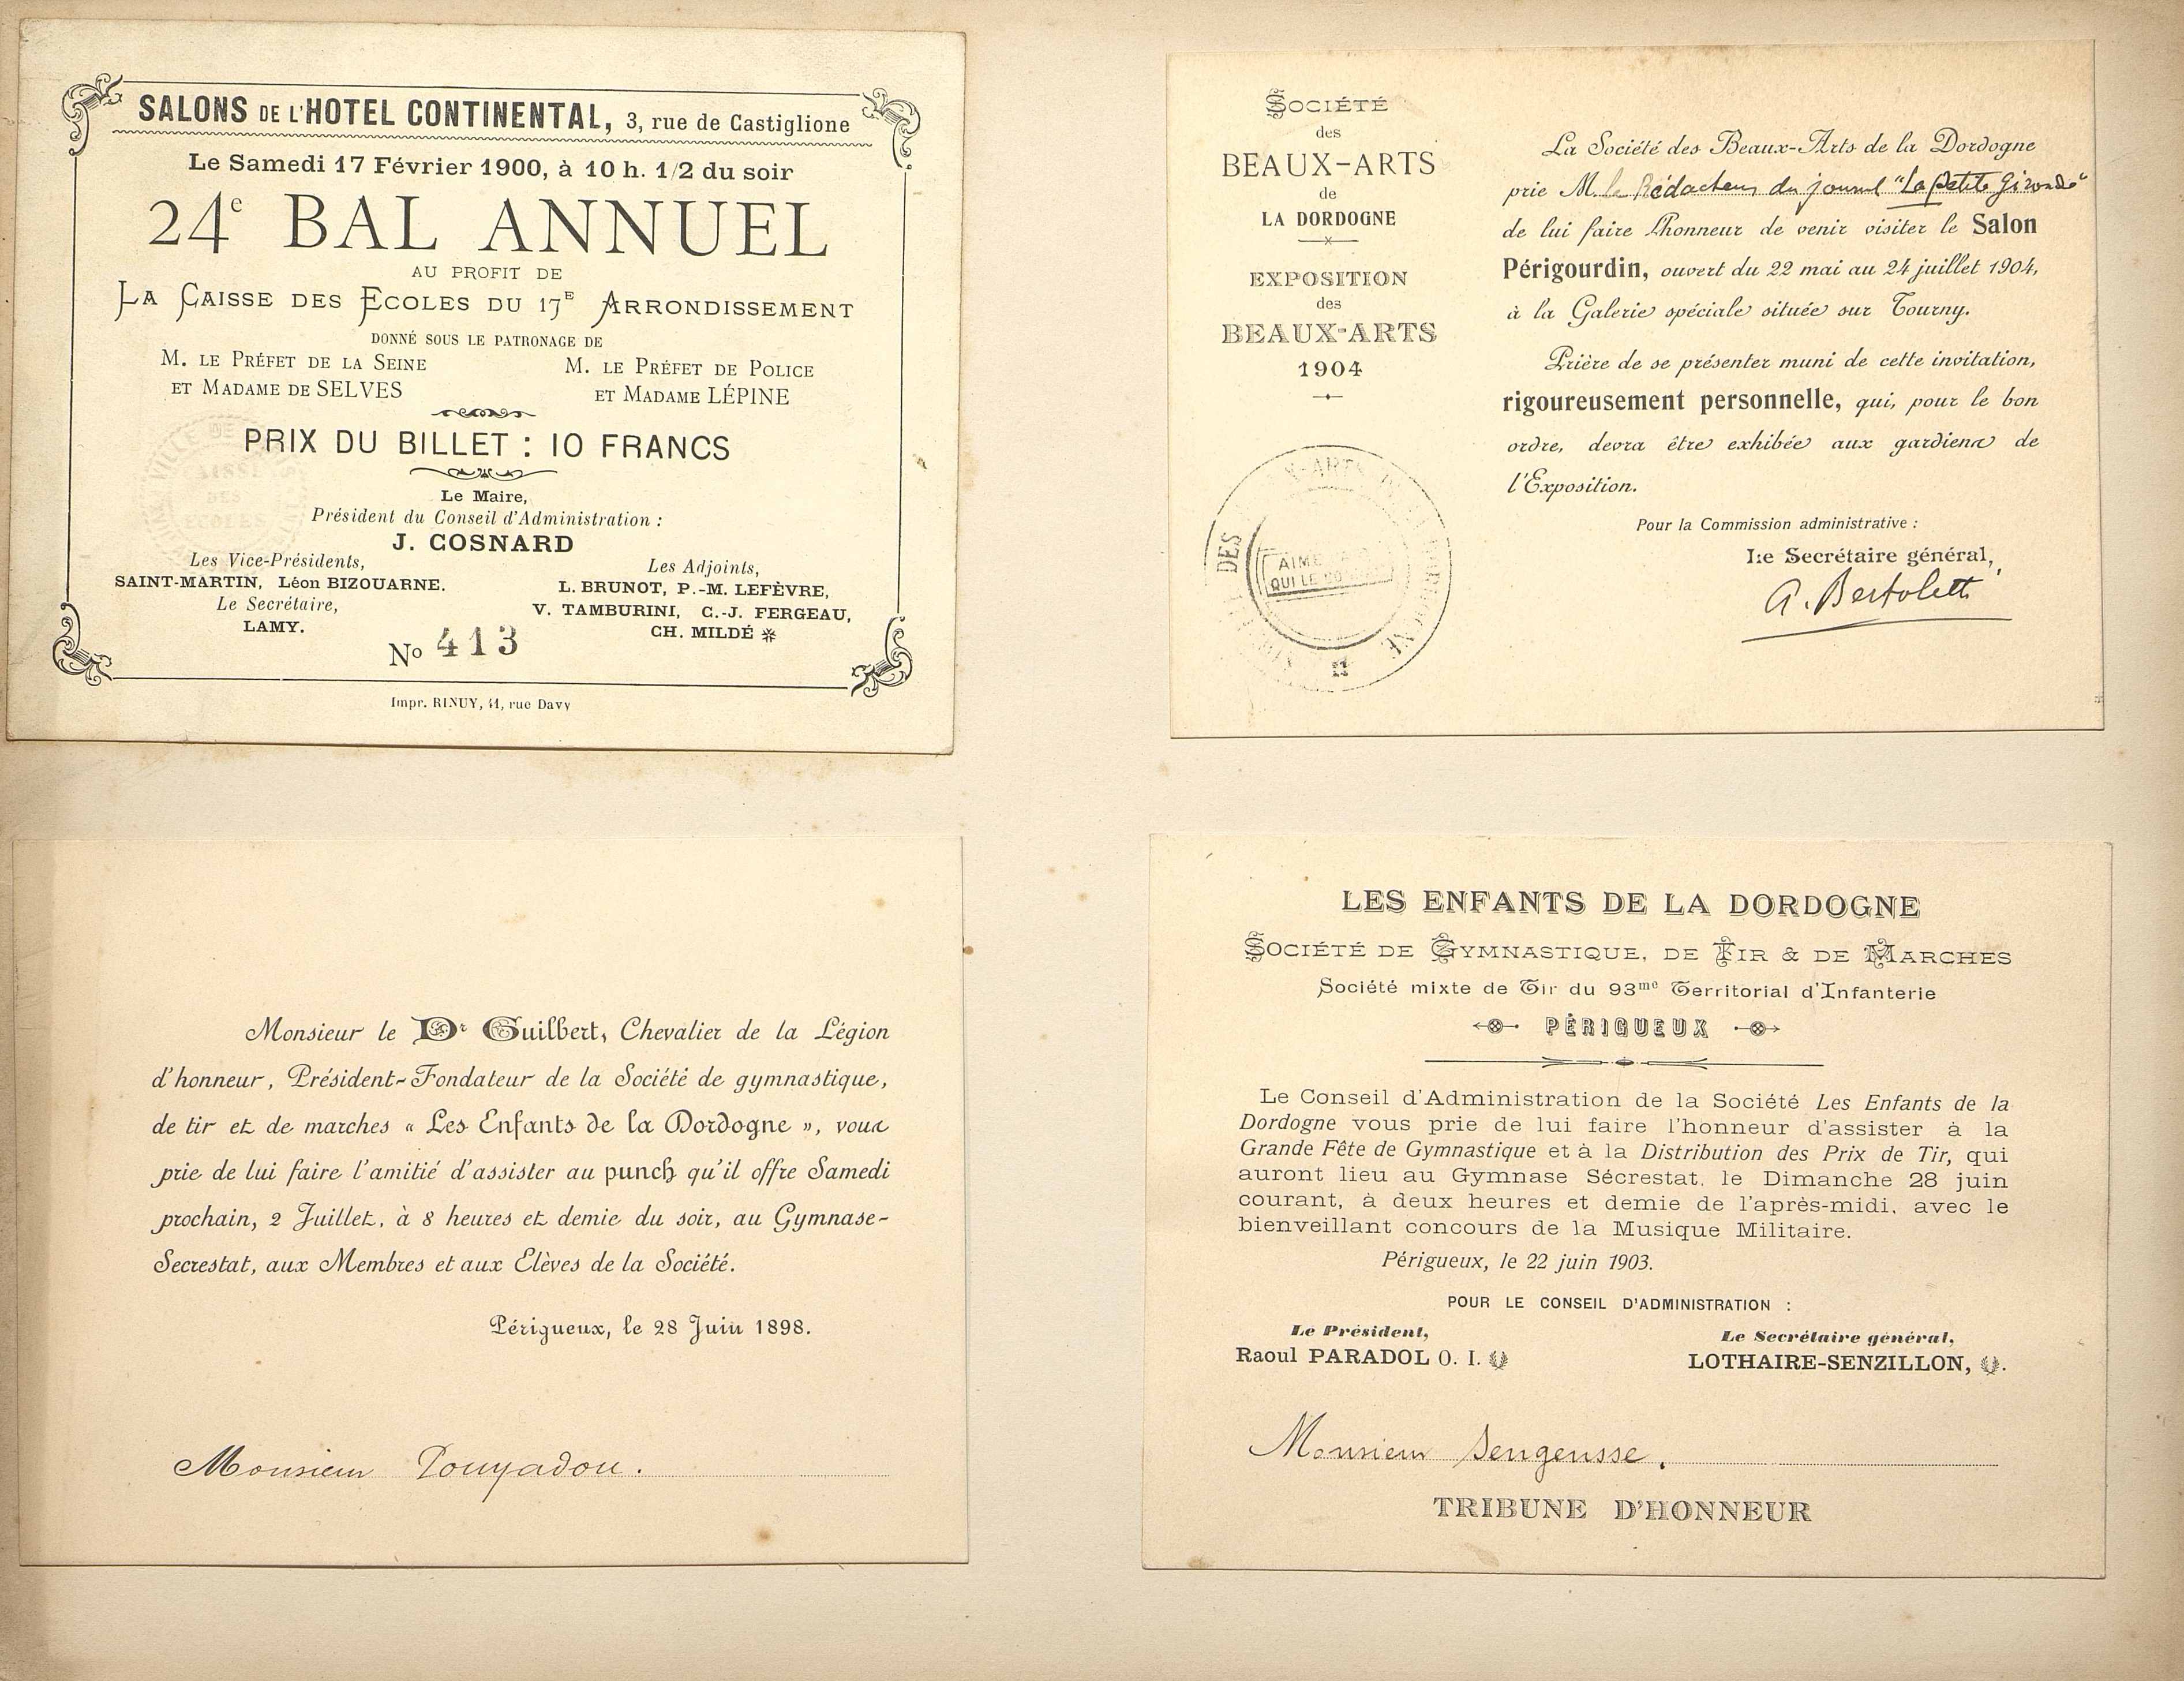 SALONS DE L'HOTEL CONTINENTAL, 3, rue de Castiglione
Le Samedi 17 Février 1900, à 10 h. 1/2 du soir
24e BAL ANNUEL
AU PROFIT DE
LA CAISSE DES ECOLES DU 17E ARRONDISSEMENT
DONNÉ SOUS LE PATRONAGE DE
M. LE PRÉFET DE LA SEINE
ET MADAME DE SELVES
M. LE PRÉFET DE POLICE
ET MADAME LÉPINE
PRIX DU BILLET : 10 FRANCS
Le Maire,
Président du Conseil d'Administration :
J. COSNARD
Les Vice-Présidents,
SAINT-MARTIN, Léon BIZOUARNE.
Le Secrétaire,
LAMY.
Les Adjoints,
L. BRUNOT, P.-M. LEFÈVRE,
V. TAMBURINI, C.-J. FERGEAU,
CH. MILDÉ
No 413
Impr. RINUY, 41, rue Davy
SOCIÉTÉ
des
BEAUX-ARTS
de
LA DORDOGNE
EXPOSITION
des
BEAUX-ARTS
1904
DES
QUI LE
La Société des Beaux-Arts de la Dordogne
prie M. le Rédacteur du journal "La Petite Gironde"
de lui faire l'honneur de venir visiter le Salon
Périgourdin, ouvert du 22 mai au 24 juillet 1904,
à la Galerie spéciale située sur Tourny.
Prière de se présenter muni de cette invitation,
rigoureusement personnelle, qui, pour le bon
ordre, devra être exhibée aux gardiens de
l'Exposition.
Pour la Commission administrative :
Le Secrétaire général,
A. Bertoletti
Monsieur le Dr Guilbert, Chevalier de la Légion
d'honneur, Président-Fondateur de la Société de gymnastique,
de tir et de marches « Les Enfants de la Dordogne », vous
prie de lui faire l'amitié d'assister au punch qu'il offre Samedi
prochain, 2 Juillet, à 8 heures et demie du soir, au Gymnase-
Secrestat, aux Membres et aux Elèves de la Société.
Périgueux, le 28 Juin 1898.
Monsieur Pouyadou.
LES ENFANTS DE LA DORDOGNE
SOCIÉTÉ DE GYMNASTIQUE, DE TIR & DE MARCHES
Société mixte de Tir du 93me Territorial d'Infanterie
PÉRIGUEUX
Le Conseil d'Administration de la Société Les Enfants de la
Dordogne vous prie de lui faire l'honneur d'assister à la
Grande Fête de Gymnastique et à la Distribution des Prix de Tir, qui
auront lieu au Gymnase Sécrestat, le Dimanche 28 juin
courant, à deux heures et demie de l'après-midi, avec le
bienveillant concours de la Musique Militaire.
Périgueux, le 22 juin 1903.
POUR LE CONSEIL D'ADMINISTRATION :
Le Président,
Raoul PARADOL O. I.
Le Secrétaire général,
LOTHAIRE-SENZILLON,
Monsieur Sengensse.
TRIBUNE D'HONNEUR